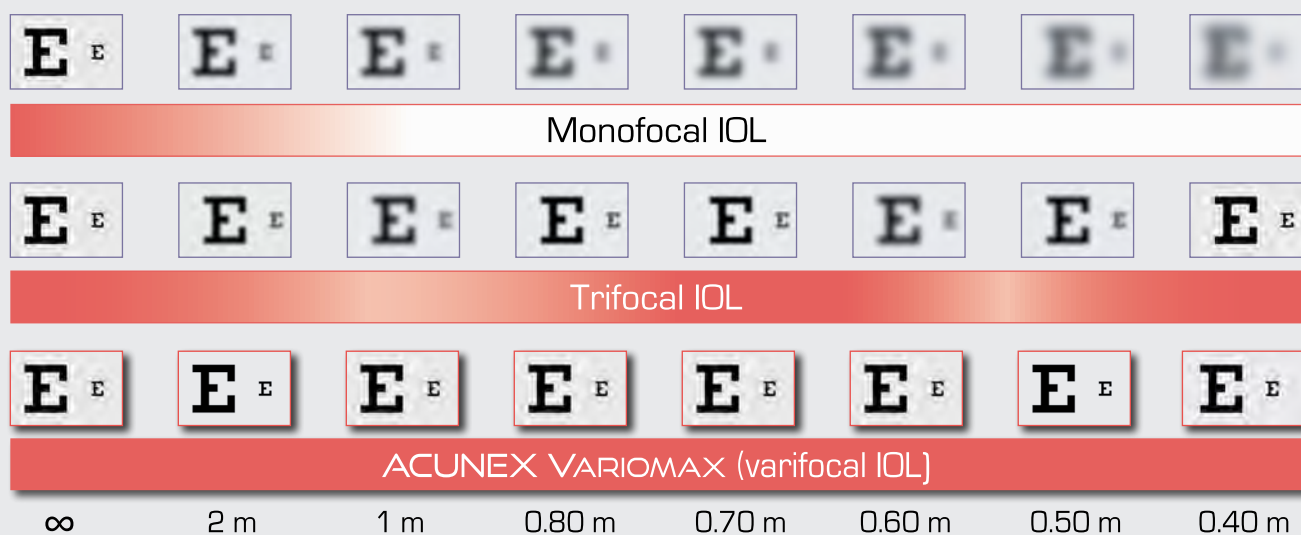 E E E E E E E E E E E E E E E E
Monofocal IOL
E E E E E E E E E E E E E E E E
Trifocal IOL
E E E E E E E E E E E E E E E E
ACUNEX VARIOMAX (varifocal IOL)
∞ 2 m 1 m 0.80 m 0.70 m 0.60 m 0.50 m 0.40 m